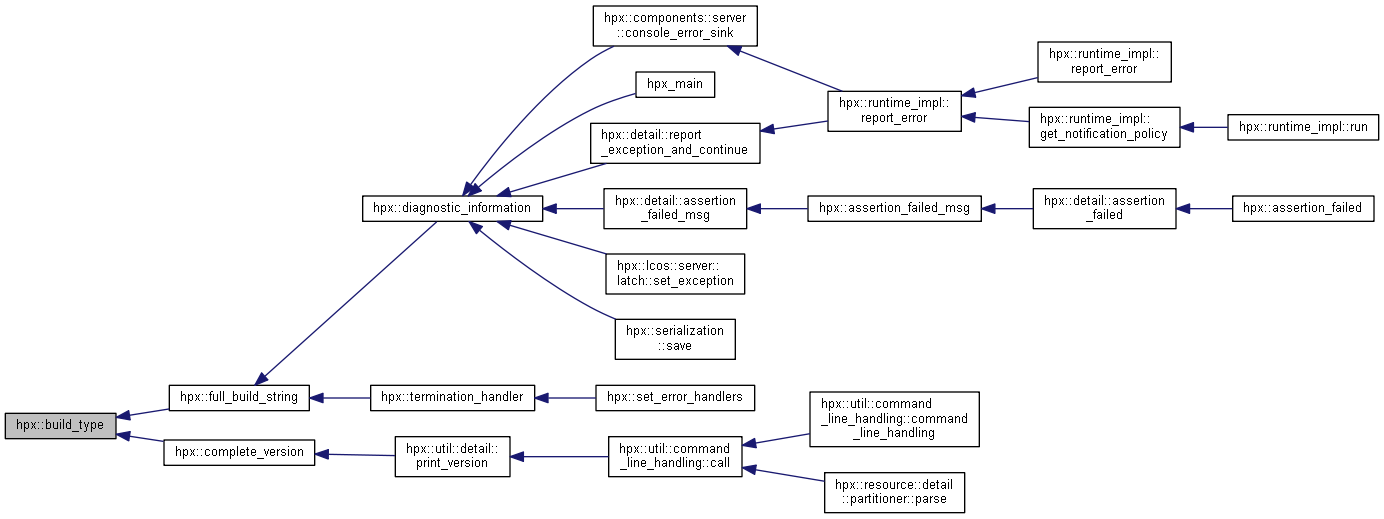 hpx::components::server
::console_error_sink
hpx::runtime_impl::
report_error
hpx_main
hpx::runtime_impl::
report_error
hpx::runtime_impl::
get_notification_policy
hpx::runtime_impl::run
hpx::detail::report
_exception_and_continue
hpx::diagnostic_information
hpx::detail::assertion
_failed_msg
hpx::assertion_failed_msg
hpx::detail::assertion
_failed
hpx::assertion_failed
hpx::lcos::server::
latch::set_exception
hpx::serialization
::save
hpx::full_build_string
hpx::termination_handler
hpx::set_error_handlers
hpx::build_type
hpx::complete_version
hpx::util::detail::
print_version
hpx::util::command
_line_handling::call
hpx::util::command
_line_handling::command
_line_handling
hpx::resource::detail
::partitioner::parse